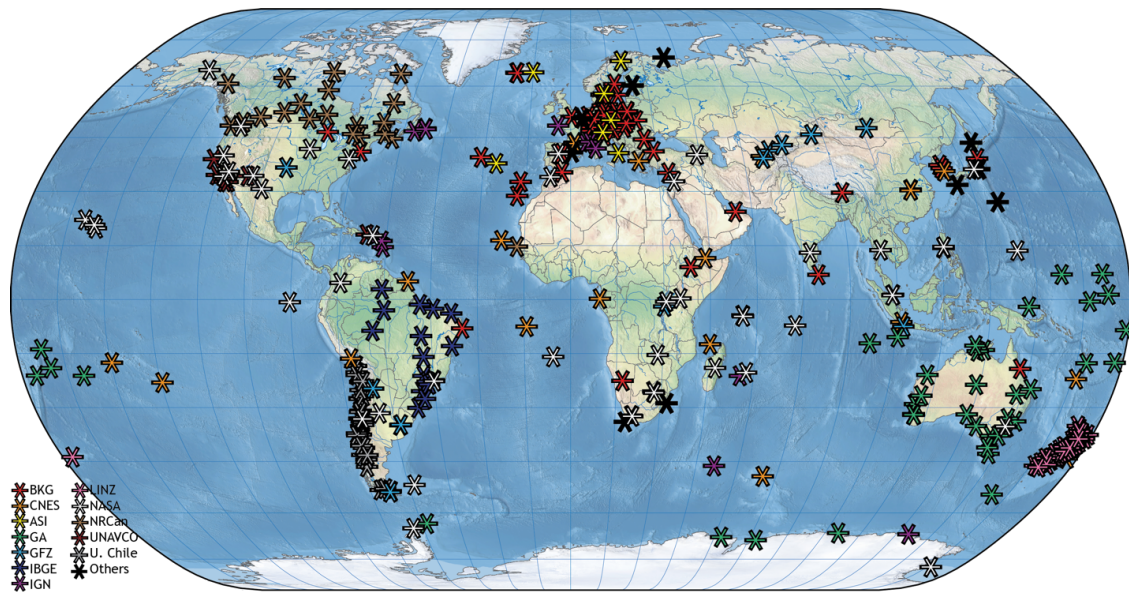 BKG
CNES
ASI
GA
GFZ
IBGE
IGN
LINZ
NASA
NRCan
UNAVCO
U. Chile
Others